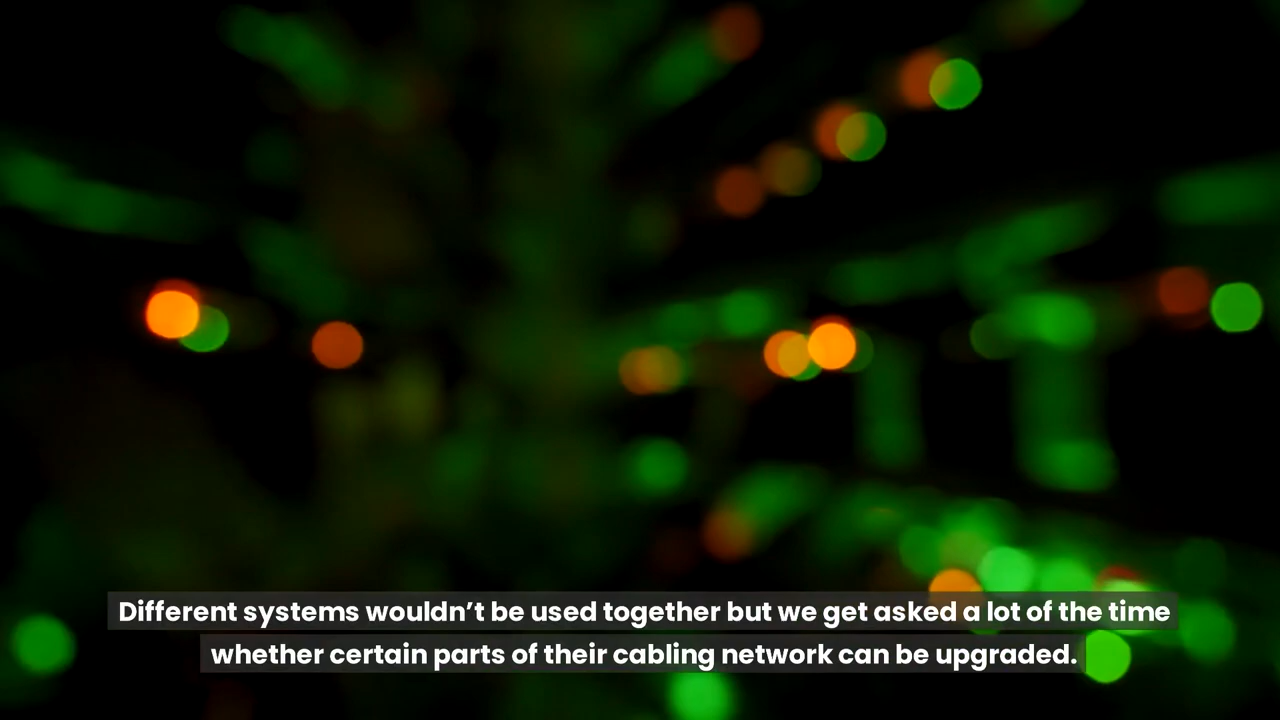 Different systems wouldn’t be used together but we get asked a lot of the time
whether certain parts of their cabling network can be upgraded.